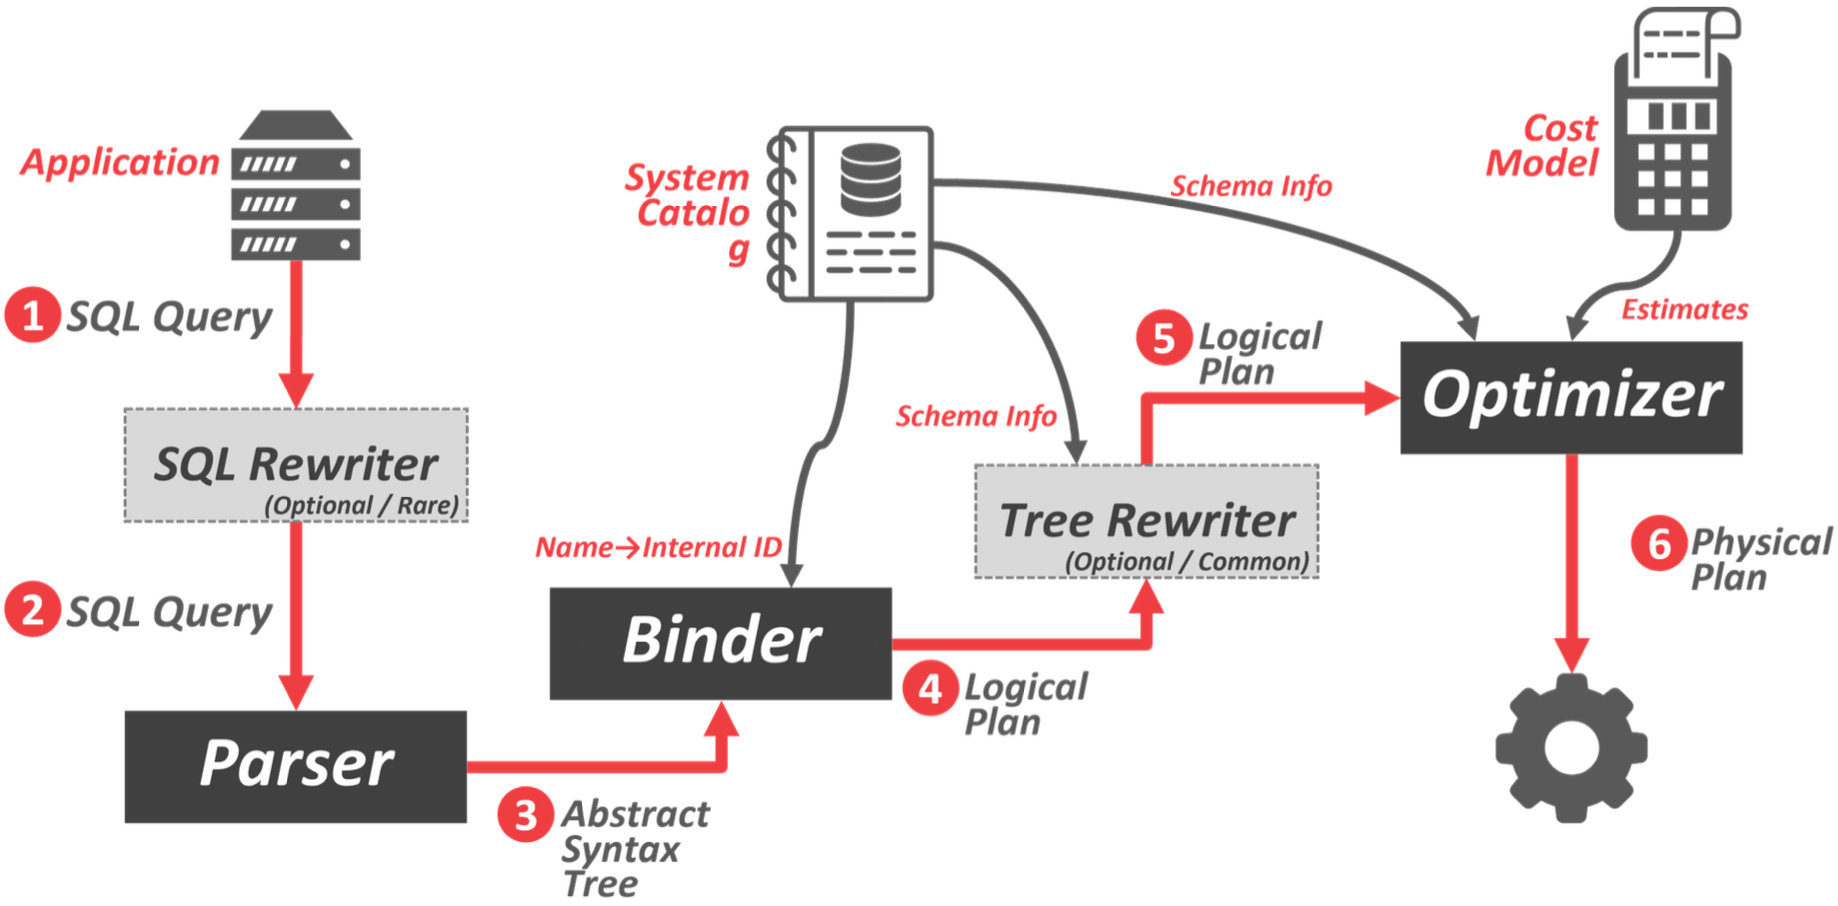 Application
1 SQL Query
SQL Rewriter
(Optional / Rare)
2 SQL Query
Parser
3 Abstract
Syntax
Tree
System
Catalo
g
Name→Internal ID
Binder
4 Logical
Plan
Schema Info
Tree Rewriter
(Optional / Common)
5 Logical
Plan
Schema Info
Cost
Model
Estimates
Optimizer
6 Physical
Plan